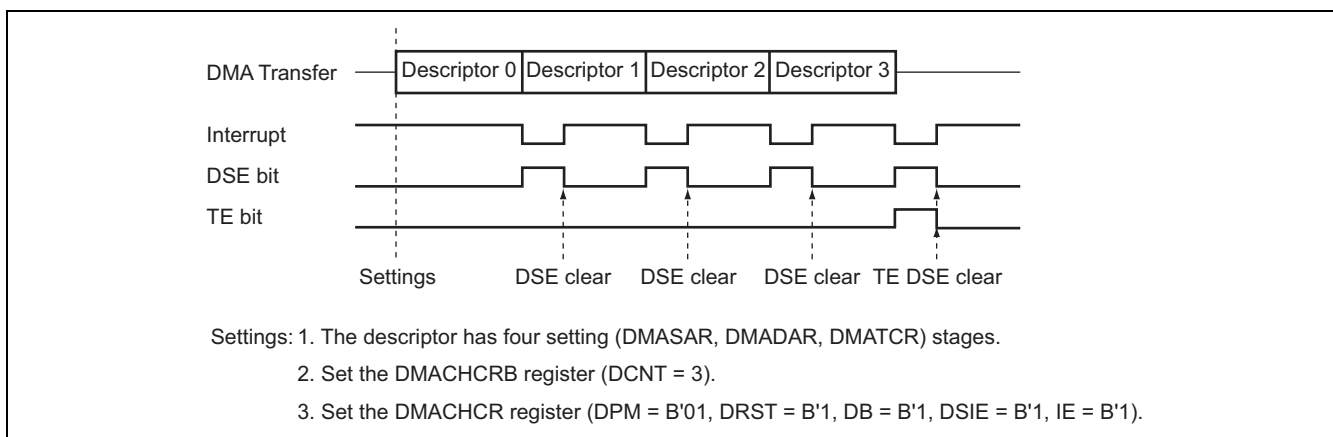 DMA Transfer Descriptor 0 Descriptor 1 Descriptor 2 Descriptor 3
Interrupt
DSE bit
TE bit
Settings DSE clear DSE clear DSE clear TE DSE clear
Settings: 1. The descriptor has four setting (DMASAR, DMADAR, DMATCR) stages.
2. Set the DMACHCRB register (DCNT = 3).
3. Set the DMACHCR register (DPM = B'01, DRST = B'1, DB = B'1, DSIE = B'1, IE = B'1).